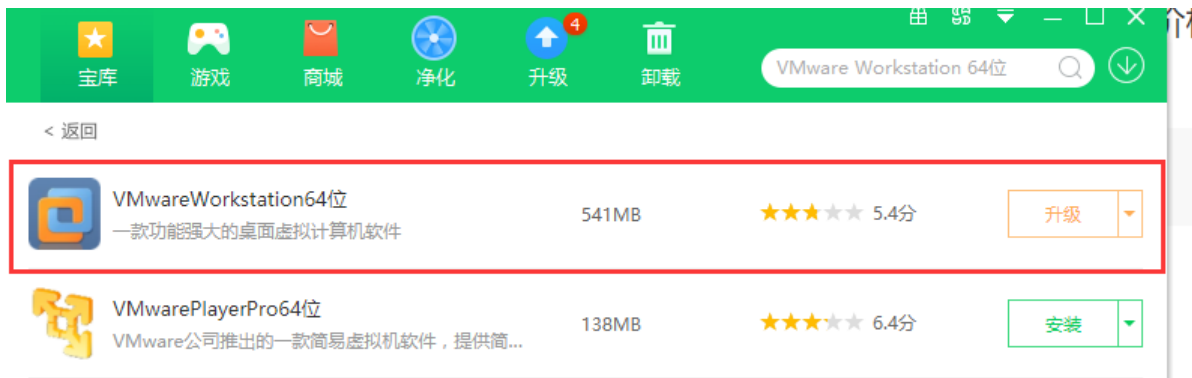 4
宝库 游戏 商城 净化 升级 卸载
VMware Workstation 64位
< 返回
VMwareWorkstation64位
一款功能强大的桌面虚拟计算机软件
541MB
5.4分
升级
VMwarePlayerPro64位
VMware公司推出的一款简易虚拟机软件，提供简...
138MB
6.4分
安装